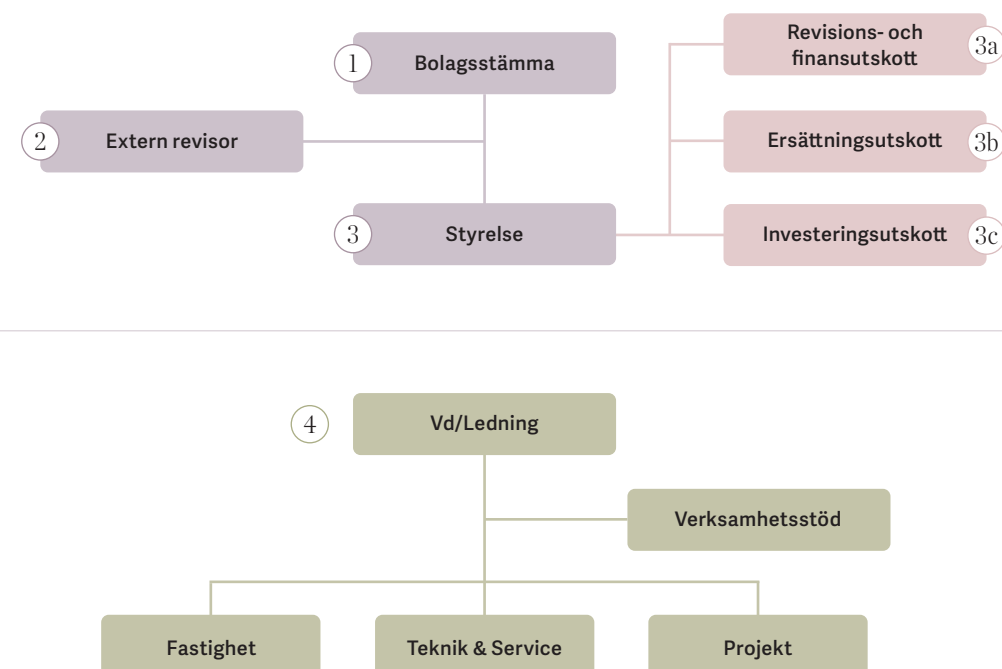 1
Bolagsstämma
Revisions- och
finansutskott
3a
2
Extern revisor
Ersättningsutskott
3b
3
Styrelse
Investeringsutskott
3c
4
Vd/Ledning
Verksamhetsstöd
Fastighet
Teknik & Service
Projekt